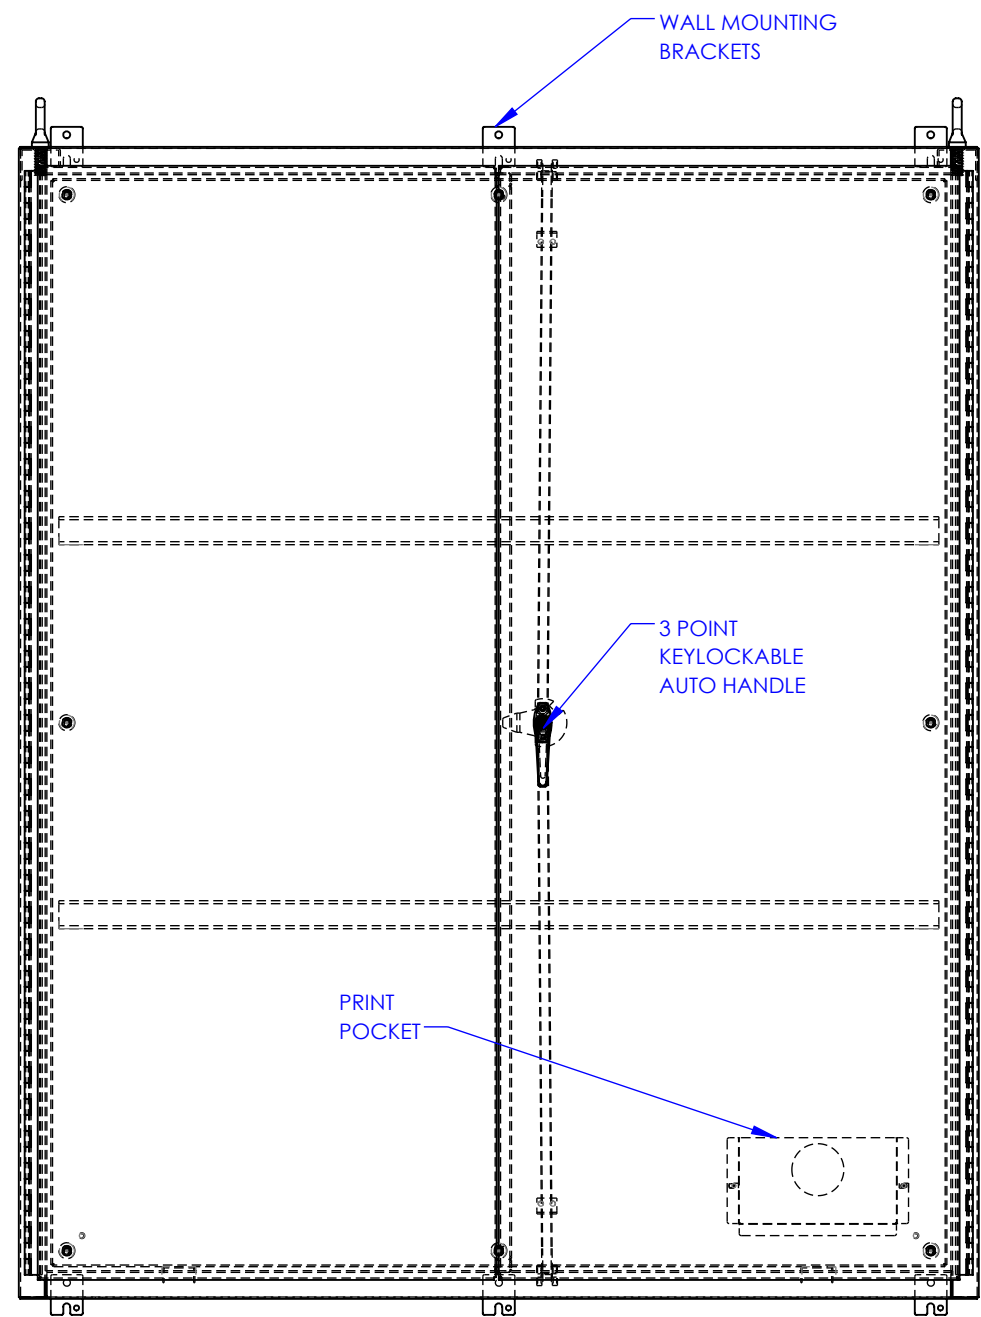 WALL MOUNTING
BRACKETS
3 POINT
KEYLOCKABLE
AUTO HANDLE
PRINT
POCKET